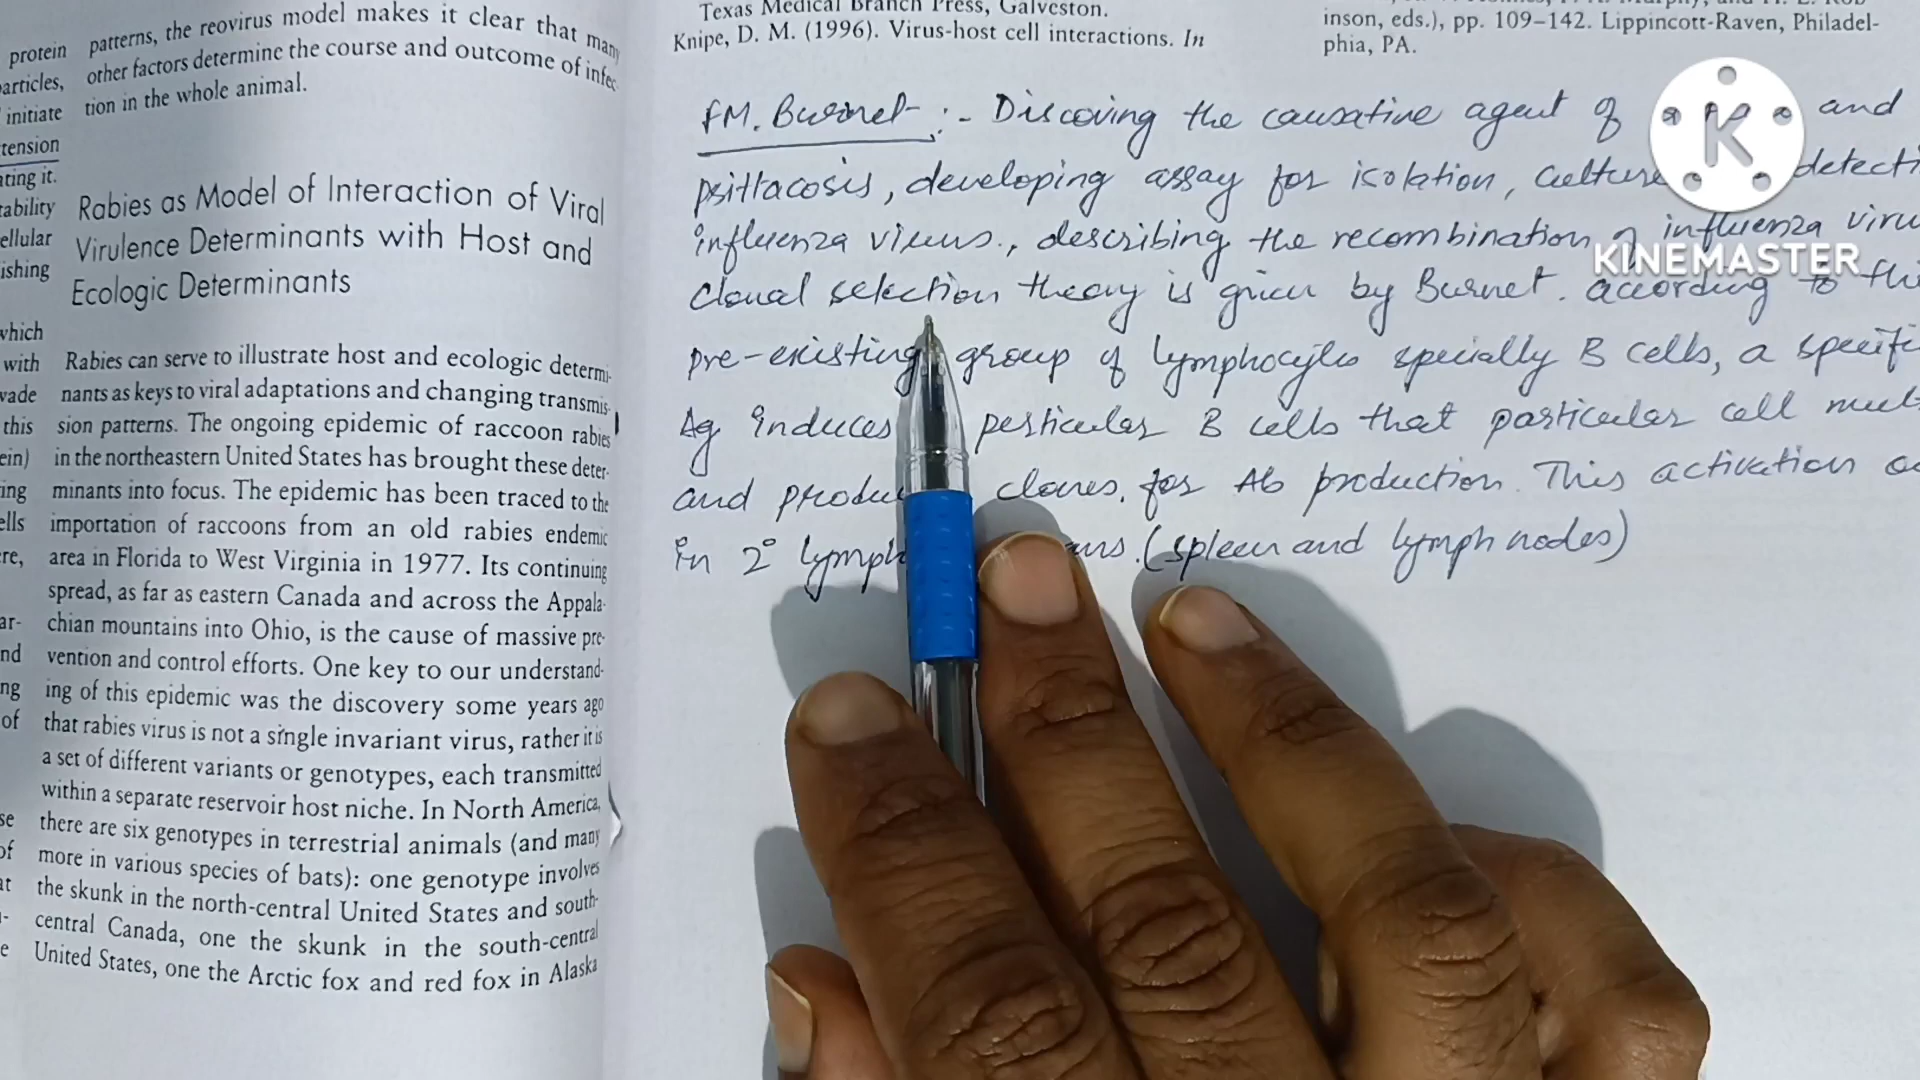 protein
articles,
initiate
tension
ating it.
tability
ellular
ishing
which
with
vade
this
ein)
ing
ells
re,
ar-
nd
ng
of
se
of
at
e
patterns, the reovirus model makes it clear that many
other factors determine the course and outcome of infec-
tion in the whole animal.
Rabies as Model of Interaction of Viral
Virulence Determinants with Host and
Ecologic Determinants
Rabies can serve to illustrate host and ecologic determi-
nants as keys to viral adaptations and changing transmis-
sion patterns. The ongoing epidemic of raccoon rabies
in the northeastern United States has brought these deter-
minants into focus. The epidemic has been traced to the
importation of raccoons from an old rabies endemic
area in Florida to West Virginia in 1977. Its continuing
spread, as far as eastern Canada and across the Appala-
chian mountains into Ohio, is the cause of massive pre-
vention and control efforts. One key to our understand-
ing of this epidemic was the discovery some years ago
that rabies virus is not a single invariant virus, rather it is
a set of different variants or genotypes, each transmitted
within a separate reservoir host niche. In North America,
there are six genotypes in terrestrial animals (and many
more in various species of bats): one genotype involves
the skunk in the north-central United States and south-
central Canada, one the skunk in the south-central
United States, one the Arctic fox and red fox in Alaska
Texas Medical Branch Press, Galveston.
Knipe, D. M. (1996). Virus-host cell interactions. In
inson, eds.), pp. 109–142. Lippincott-Raven, Philadel-
phia, PA.
FM. Burnet :- Discoving the causative agent of and
psittacosis, developing assay for isolation, culture detecti
influenza virus., describing the recombination of influenza viru
clonal selection theory is given by Burnet. according to thi
pre-existing group of lymphocytes specially B cells, a specifi
Ag induces perticular B cells that particular cell mult
and produ clones. for Ab production. This activation oc
in 2° lymph ans. (spleen and lymph nodes)
K
KINEMASTER